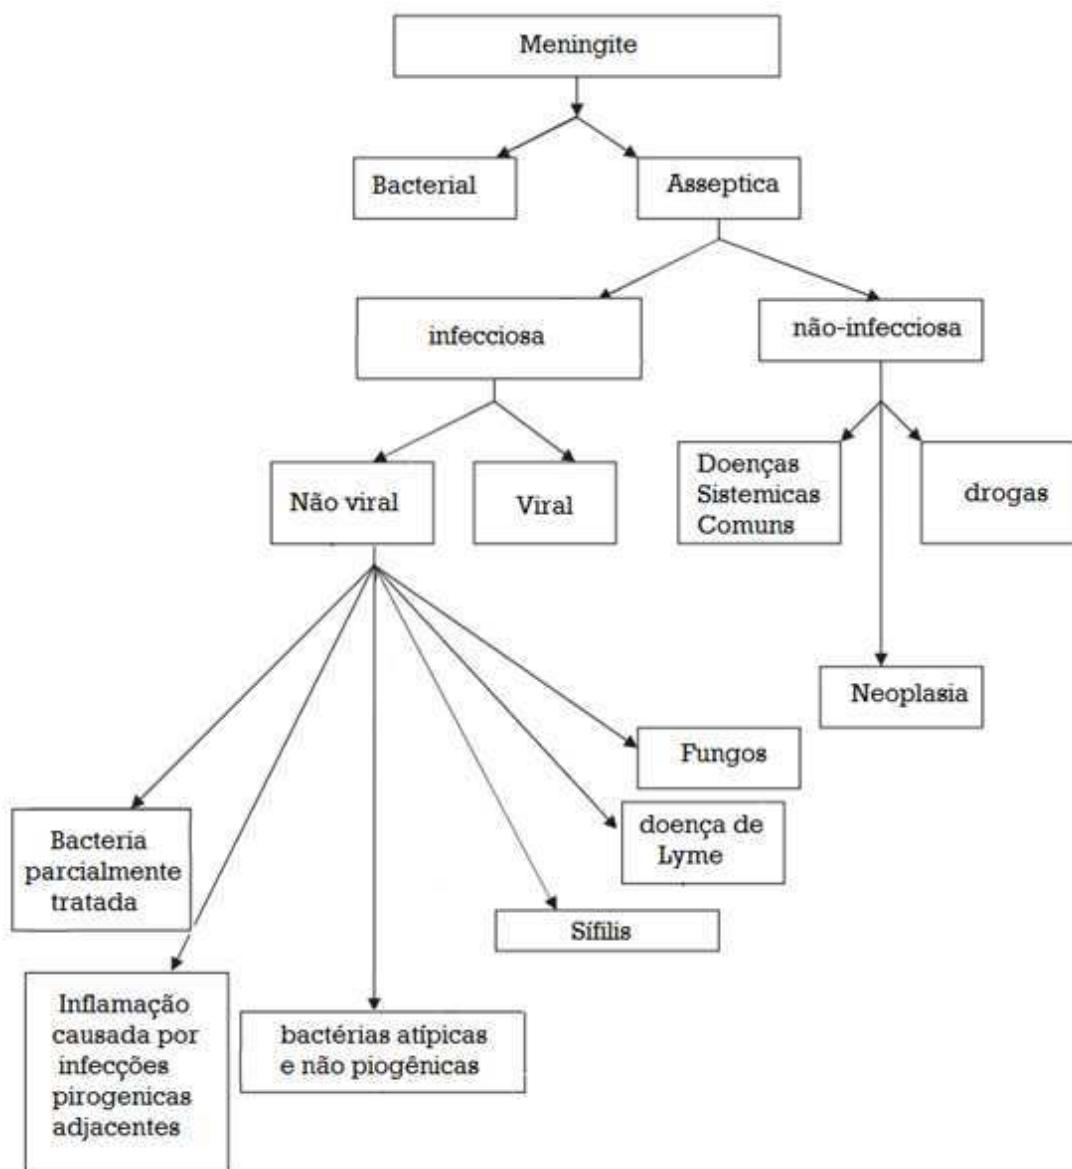 Meningite
Bacterial
Asseptica
infecciosa
não-infecciosa
Não viral
Viral
Doenças
Sistemicas
Comuns
drogas
Neoplasia
Fungos
doença de
Lyme
Bacteria
parcialmente
tratada
Sífilis
Inflamação
causada por
infecções
pirogenicas
adjacentes
bactérias atípicas
e não piogênicas